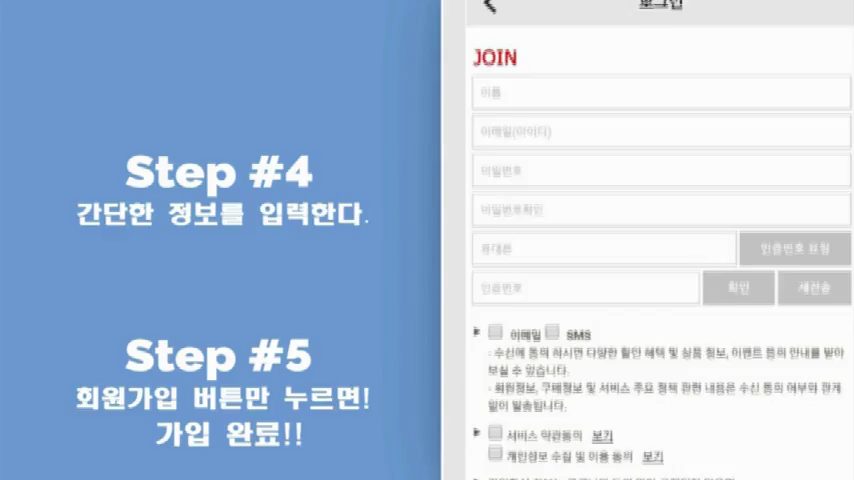 Step #4
간단한 정보를 입력한다.
Step #5
회원가입 버튼만 누르면!
가입 완료!!
로그인
JOIN
이름
이메일(아이디)
비밀번호
비밀번호확인
휴대폰
인증번호 요청
인증번호
확인
재전송
이메일 SMS
- 수신에 동의 하시면 다양한 할인 혜택 및 상품 정보, 이벤트 등의 안내를 받아
보실 수 있습니다.
- 회원정보, 구매정보 및 서비스 주요 정책 관련 내용은 수신 동의 여부와 관계
없이 발송됩니다.
서비스 약관동의 보기
개인정보 수집 및 이용 동의 보기